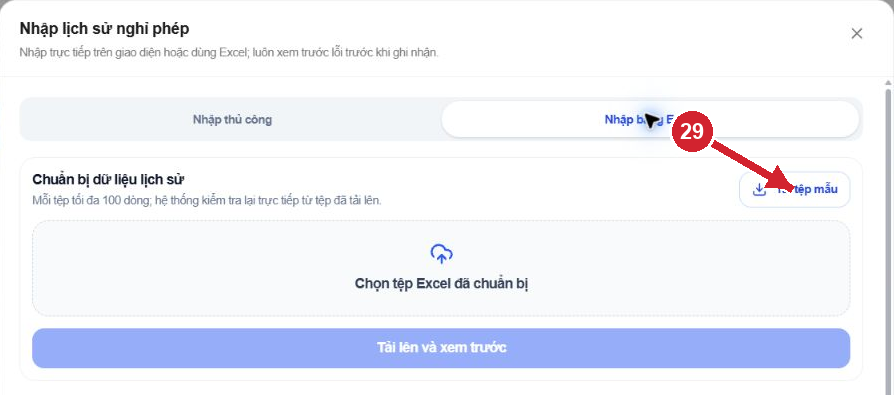 Nhập lịch sử nghỉ phép
Nhập trực tiếp trên giao diện hoặc dùng Excel; luôn xem trước lỗi trước khi ghi nhận.
Nhập thủ công
Nhập
29
Chuẩn bị dữ liệu lịch sử
Mỗi tệp tối đa 100 dòng; hệ thống kiểm tra lại trực tiếp từ tệp đã tải lên.
tệp mẫu
Chọn tệp Excel đã chuẩn bị
Tải lên và xem trước